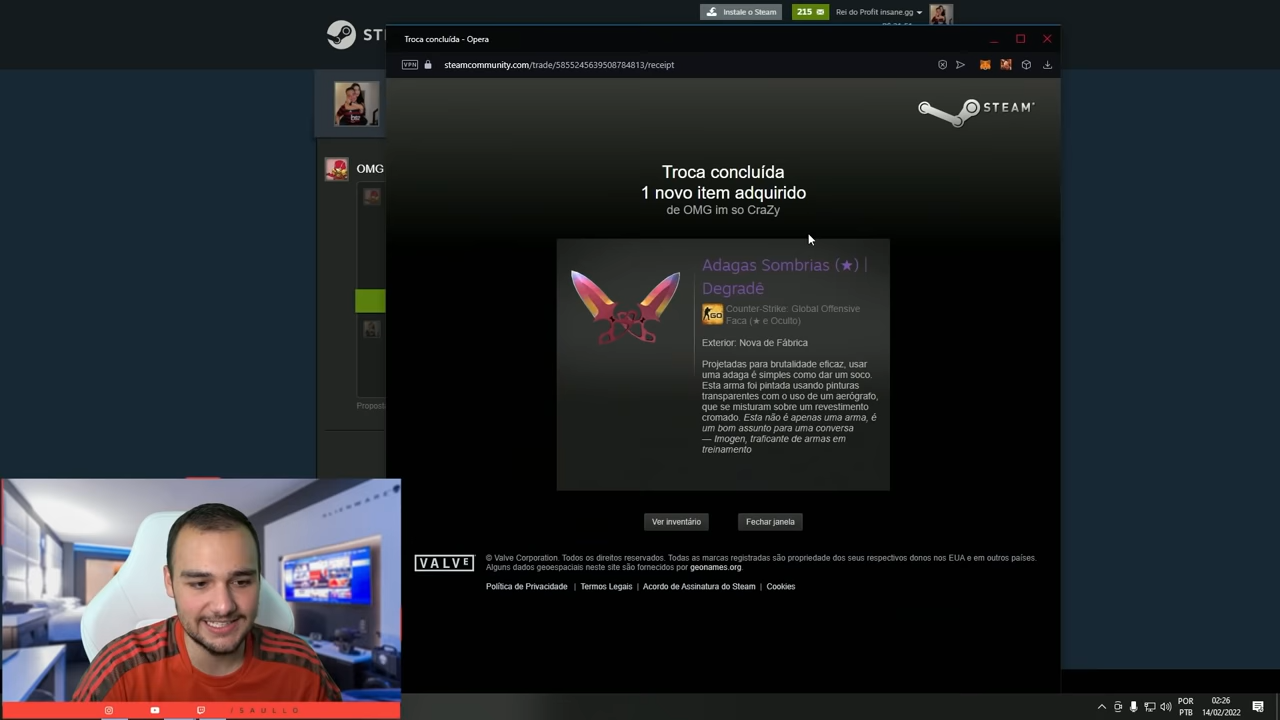 Instale o Steam
215
Rei do Profit insane.gg
ST
Troca concluída - Opera
VPN
steamcommunity.com/trade/5855245639508784813/receipt
STEAM
OMG
Troca concluída
1 novo item adquirido
de OMG im so CraZy
Adagas Sombrias (★) |
Degradê
GO
Counter-Strike: Global Offensive
Faca (★ e Oculto)
Exterior: Nova de Fábrica
Projetadas para brutalidade eficaz, usar
uma adaga é simples como dar um soco.
Esta arma foi pintada usando pinturas
transparentes com o uso de um aerógrafo,
que se misturam sobre um revestimento
cromado. Esta não é apenas uma arma, é
um bom assunto para uma conversa
— Imogen, traficante de armas em
treinamento
Propost
Ver inventário
Fechar janela
VALVE
© Valve Corporation. Todos os direitos reservados. Todas as marcas registradas são propriedade dos seus respectivos donos nos EUA e em outros países.
Alguns dados geoespaciais neste site são fornecidos por geonames.org.
Política de Privacidade | Termos Legais | Acordo de Assinatura do Steam | Cookies
/SAULLO
POR
PTB
02:26
14/02/2022